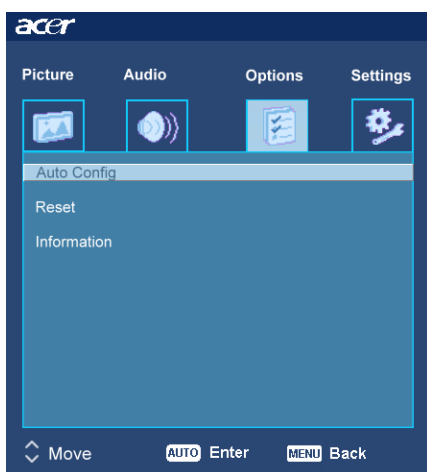 acer
Picture Audio Options Settings
Auto Config
Reset
Information
Move AUTO Enter MENU Back